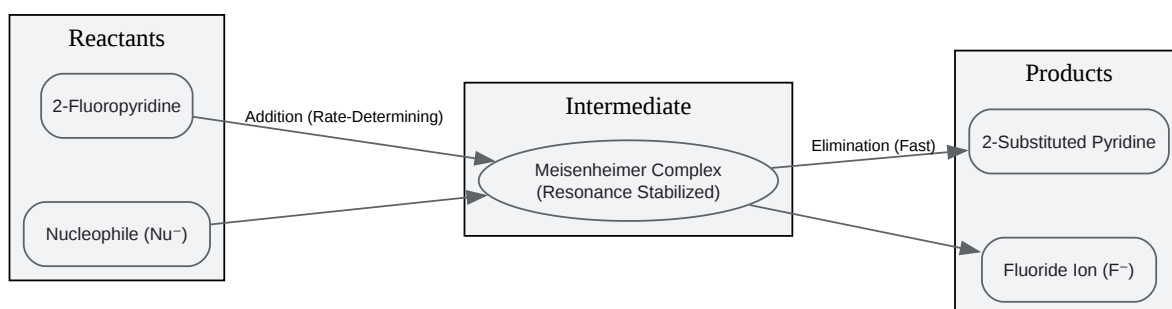 Reactants
2-Fluoropyridine
Nucleophile (Nu⁻)
Addition (Rate-Determining)
Intermediate
Meisenheimer Complex
(Resonance Stabilized)
Elimination (Fast)
Products
2-Substituted Pyridine
Fluoride Ion (F⁻)